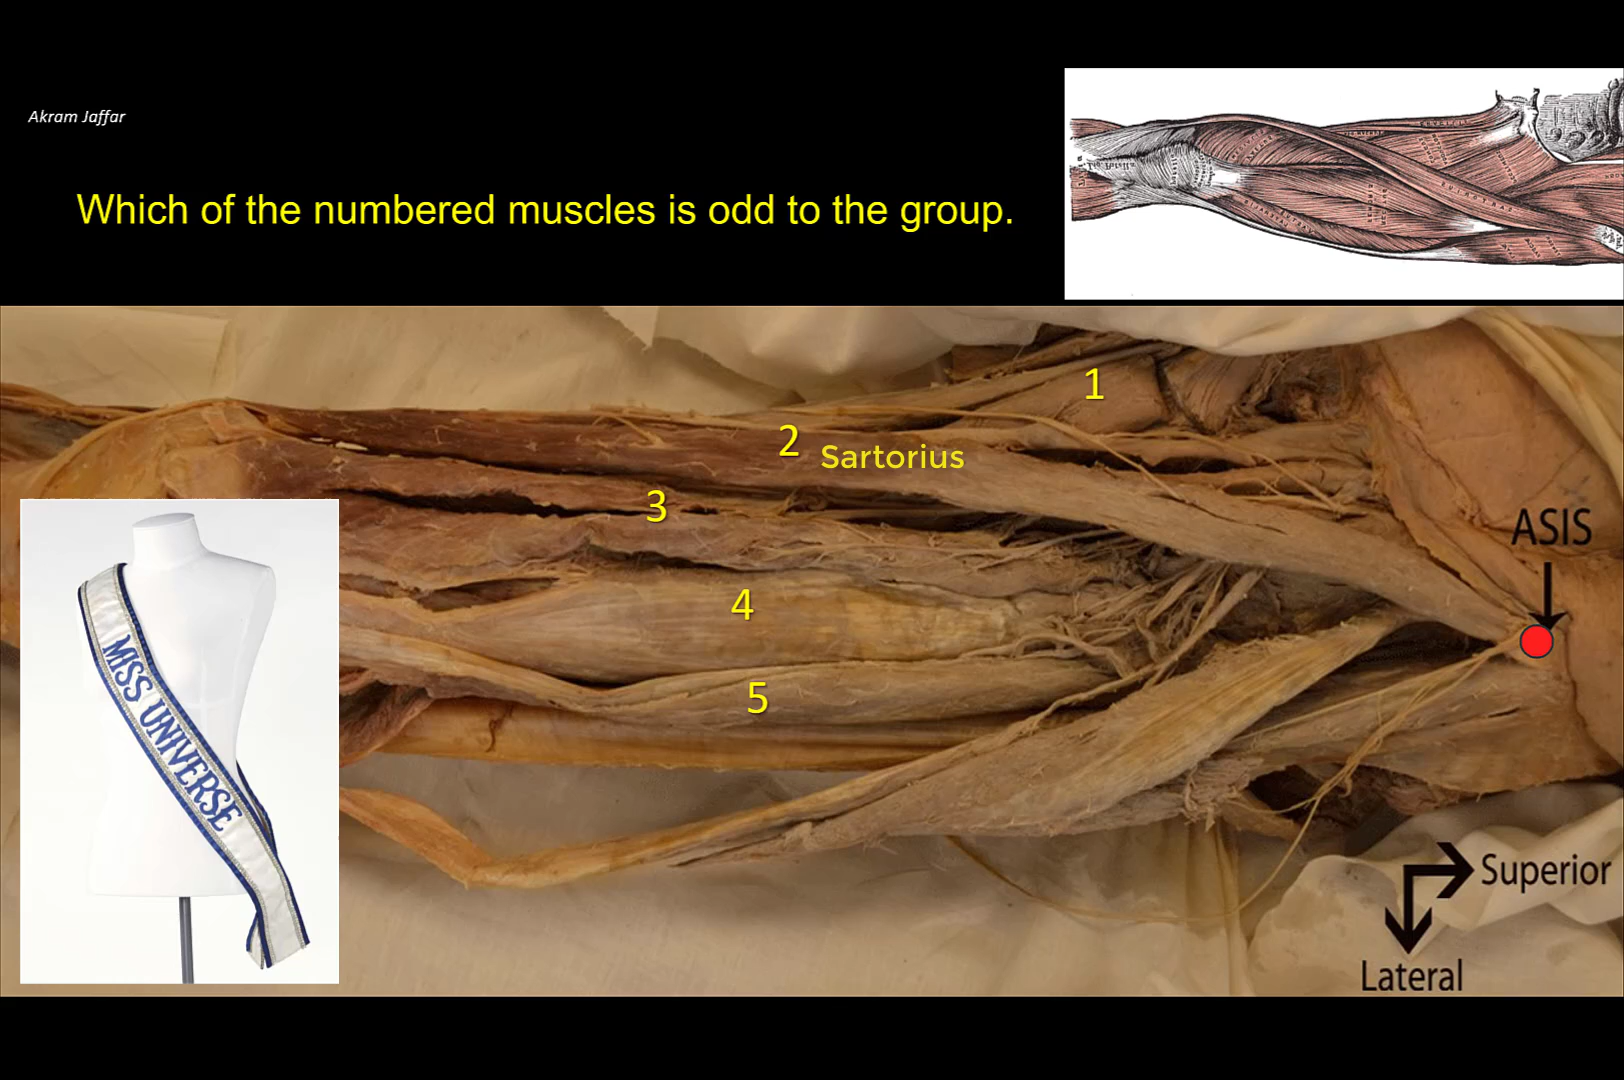 Akram Jaffar
Which of the numbered muscles is odd to the group.
1
2 Sartorius
3
ASIS
4
5
MISS UNIVERSE
Superior
Lateral